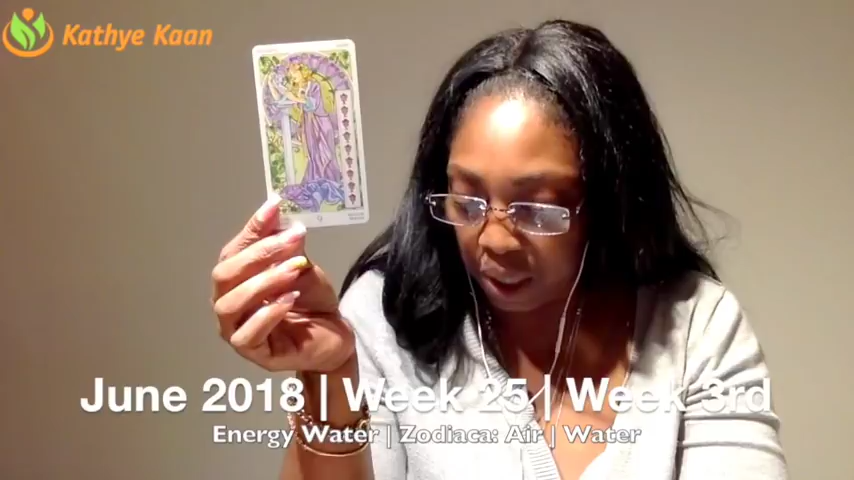 Kathye Kaan
June 2018 | Week 25 | Week 3rd
Energy Water | Zodiaca: Air | Water